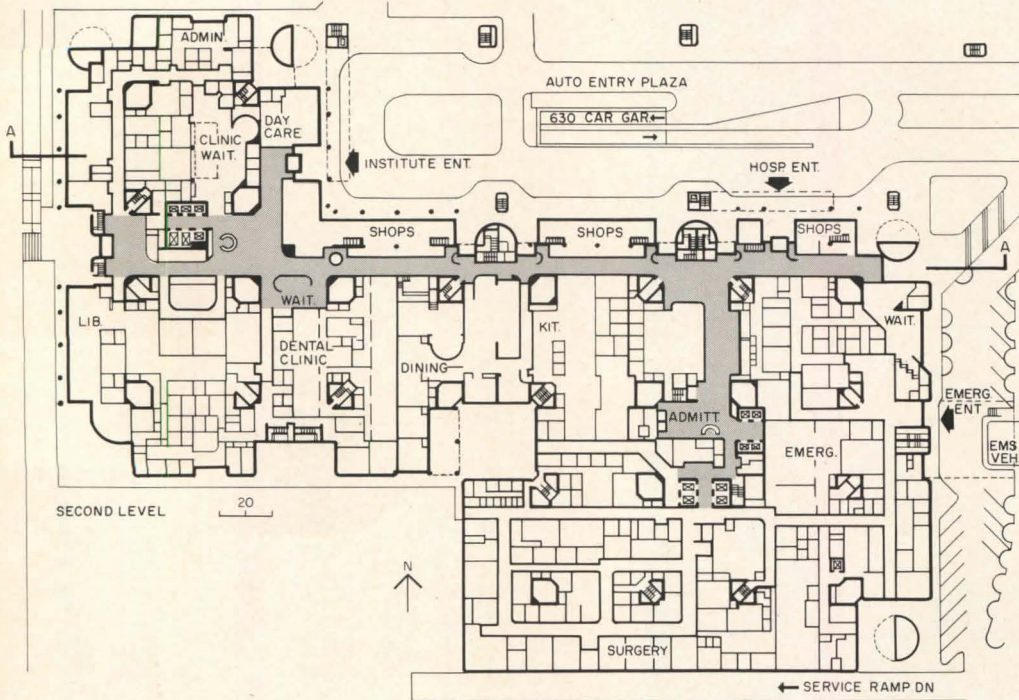 ADMIN.
AUTO ENTRY PLAZA
630 CAR GAR.
DAY
CARE
CLINIC
WAIT.
A
INSTITUTE ENT.
HOSP. ENT.
SHOPS
SHOPS
SHOPS
A
WAIT.
LIB.
KIT.
WAIT.
DENTAL
CLINIC
DINING
EMERG.
ENT.
ADMITT.
EMERG.
EMS
VEH.
SECOND LEVEL
20
N
SURGERY
SERVICE RAMP DN